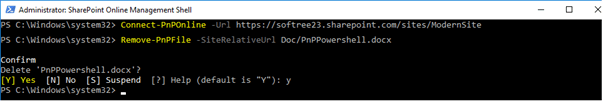 Administrator: SharePoint Online Management Shell
PS C:\Windows\system32> Connect-PnPOnline -Url https://softree23.sharepoint.com/sites/ModernSite
PS C:\Windows\system32> Remove-PnPFile -SiteRelativeUrl Doc/PnPPowershell.docx
Confirm
Delete 'PnPPowershell.docx'?
[Y] Yes  [N] No  [S] Suspend  [?] Help (default is "Y"): y
PS C:\Windows\system32>